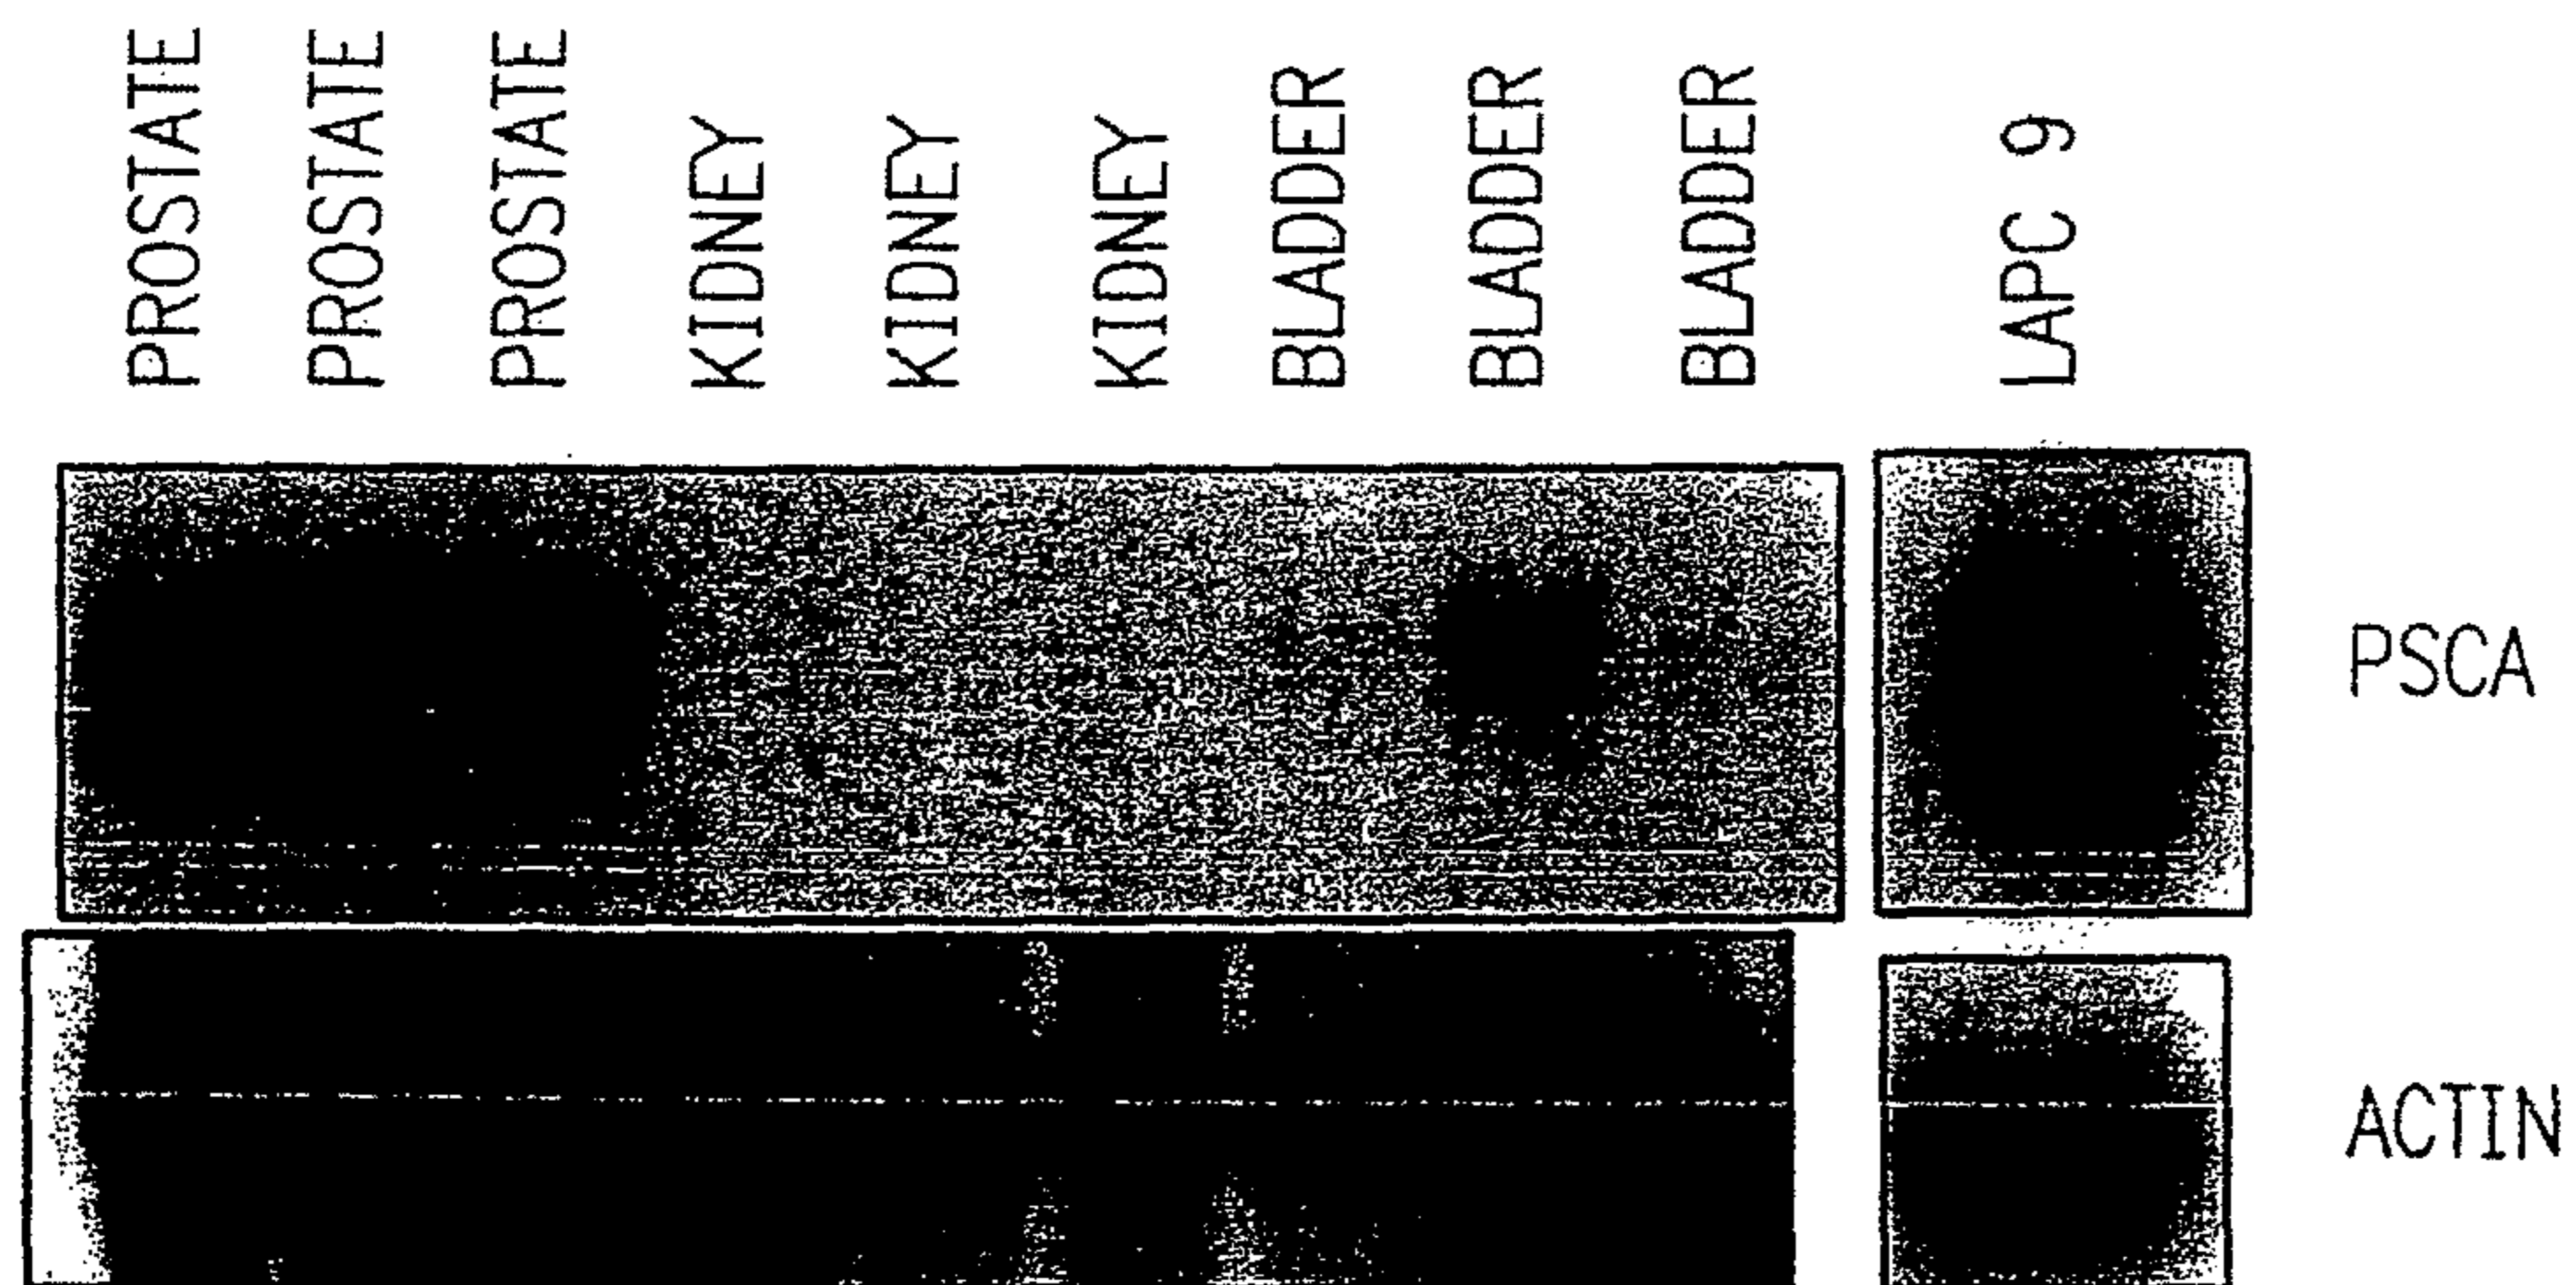 PROSTATE
PROSTATE
PROSTATE
KIDNEY
KIDNEY
KIDNEY
BLADDER
BLADDER
BLADDER
LAPC 9
PSCA
ACTIN